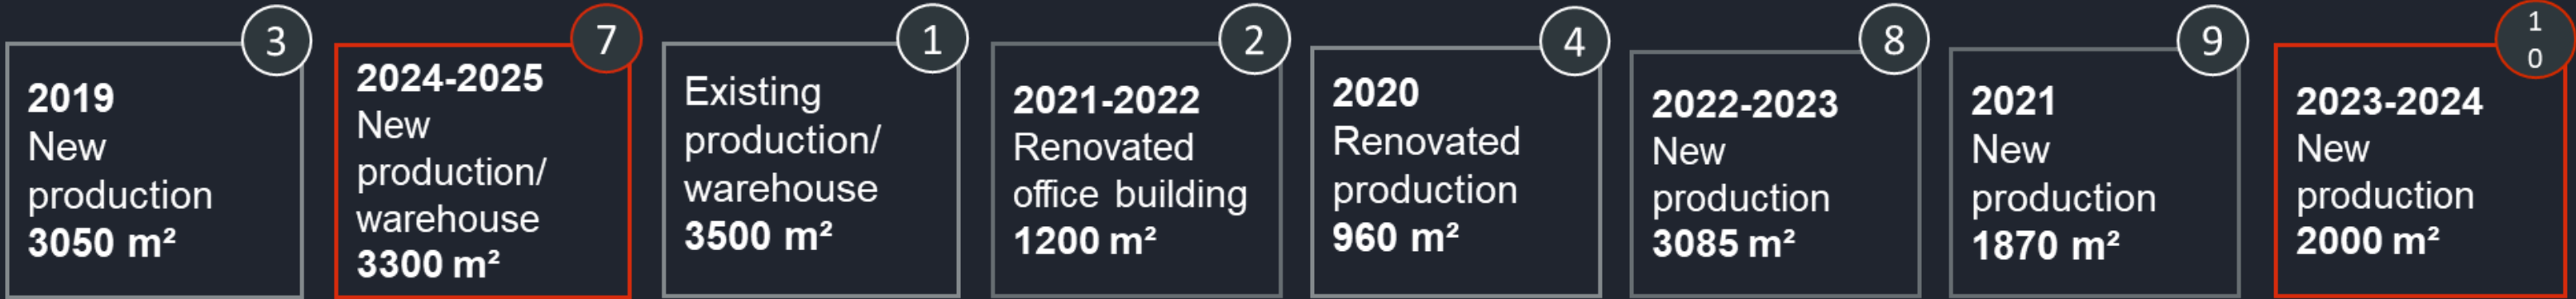 3
2019
New
production
3050 m²
7
2024-2025
New
production/
warehouse
3300 m²
1
Existing
production/
warehouse
3500 m²
2
2021-2022
Renovated
office building
1200 m²
4
2020
Renovated
production
960 m²
8
2022-2023
New
production
3085 m²
9
2021
New
production
1870 m²
1
0
2023-2024
New
production
2000 m²